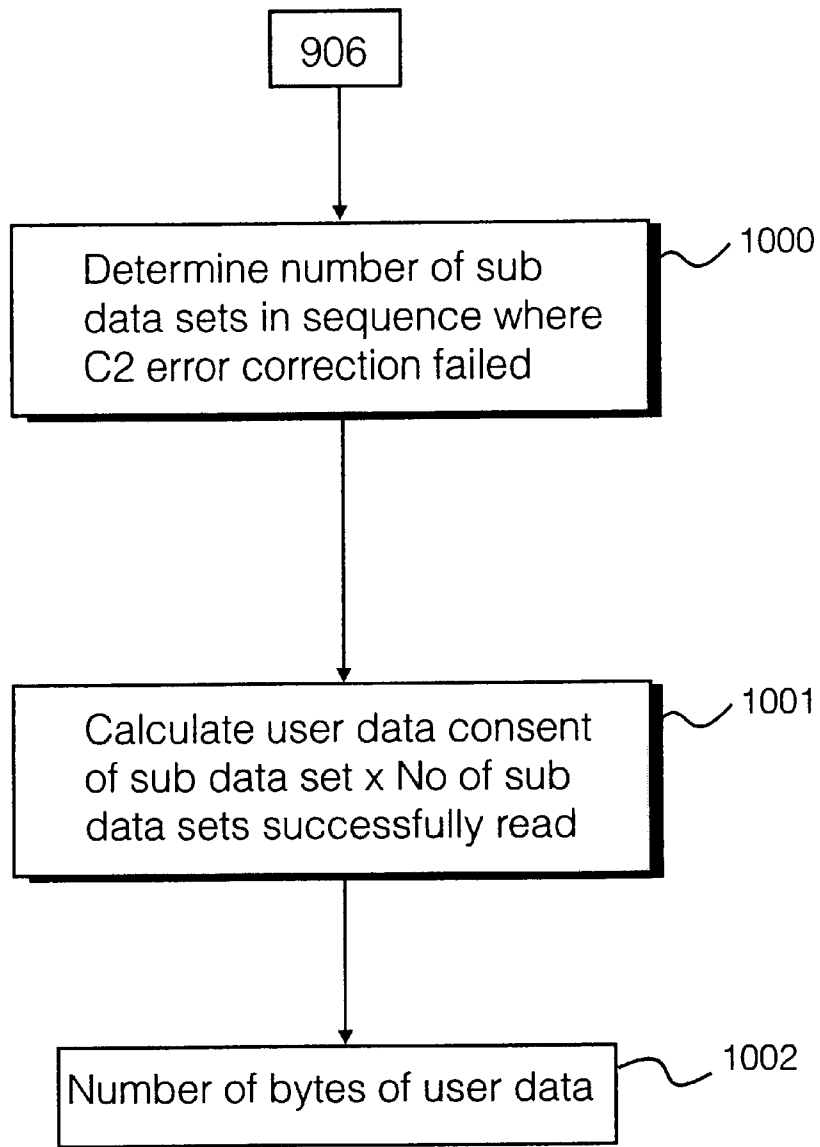 906
Determine number of sub
data sets in sequence where
C2 error correction failed
1000
Calculate user data consent
of sub data set x No of sub
data sets successfully read
1001
Number of bytes of user data
1002